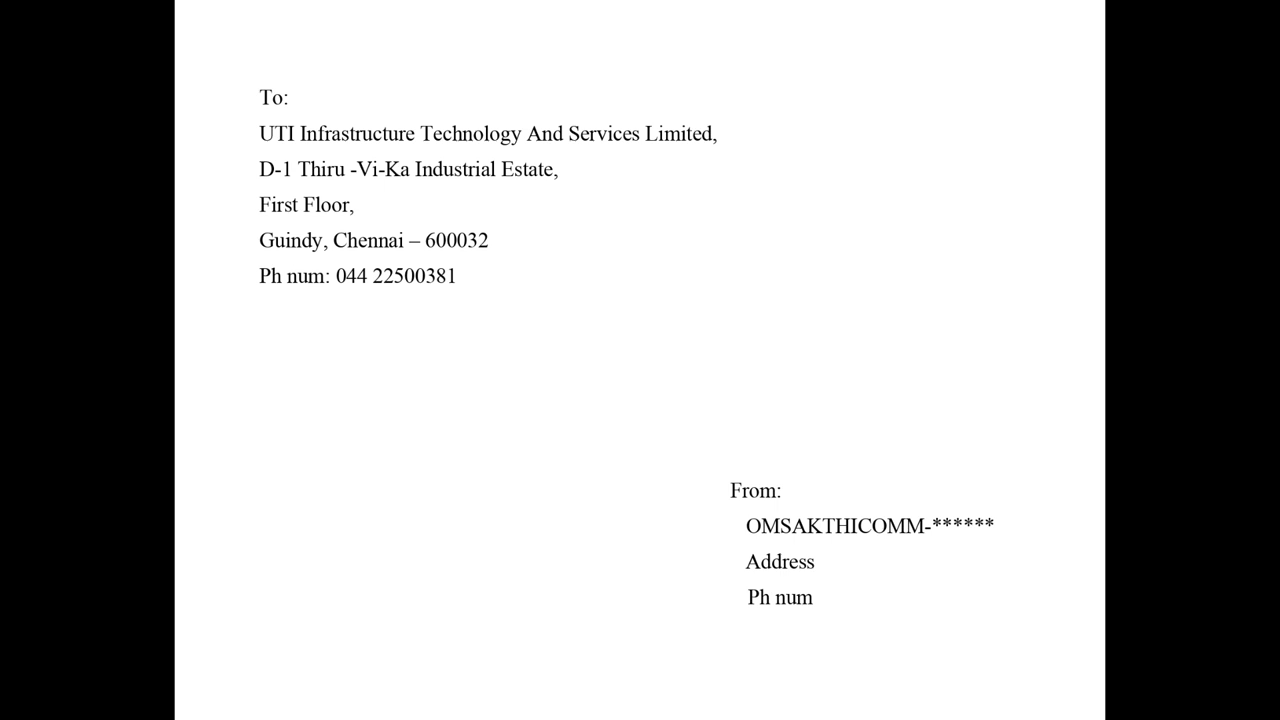 To:
UTI Infrastructure Technology And Services Limited,
D-1 Thiru -Vi-Ka Industrial Estate,
First Floor,
Guindy, Chennai – 600032
Ph num: 044 22500381
From:
OMSAKTHICOMM-******
Address
Ph num